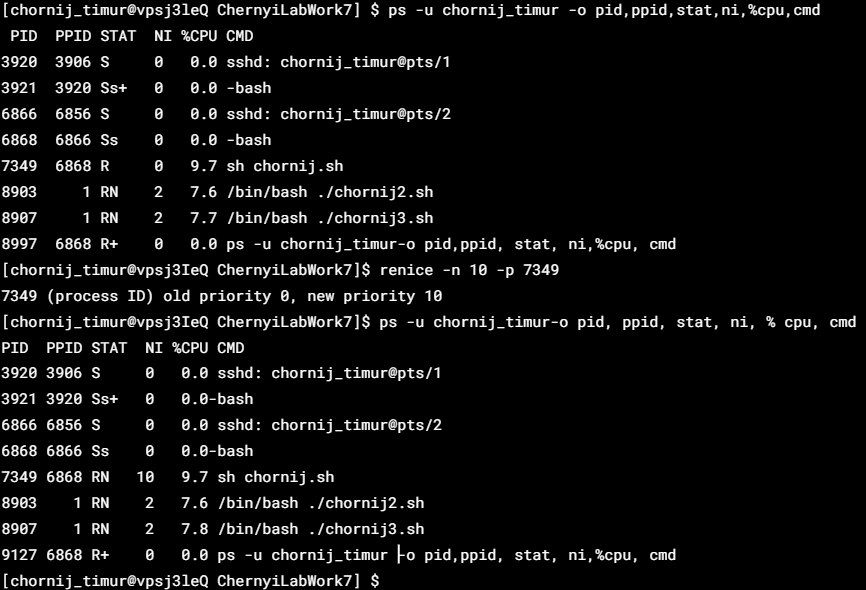 [chornij_timur@vpsj3leQ ChernyiLabWork7] $ ps -u chornij_timur -o pid,ppid,stat,ni,%cpu,cmd
PID PPID STAT NI %CPU CMD
3920 3906 S 0 0.0 sshd: chornij_timur@pts/1
3921 3920 Ss+ 0 0.0 -bash
6866 6856 S 0 0.0 sshd: chornij_timur@pts/2
6868 6866 Ss 0 0.0 -bash
7349 6868 R 0 9.7 sh chornij.sh
8903 1 RN 2 7.6 /bin/bash ./chornij2.sh
8907 1 RN 2 7.7 /bin/bash ./chornij3.sh
8997 6868 R+ 0 0.0 ps -u chornij_timur-o pid,ppid, stat, ni,%cpu, cmd
[chornij_timur@vpsj3IeQ ChernyiLabWork7]$ renice -n 10 -p 7349
7349 (process ID) old priority 0, new priority 10
[chornij_timur@vpsj3IeQ ChernyiLabWork7]$ ps -u chornij_timur-o pid, ppid, stat, ni, % cpu, cmd
PID PPID STAT NI %CPU CMD
3920 3906 S 0 0.0 sshd: chornij_timur@pts/1
3921 3920 Ss+ 0 0.0-bash
6866 6856 S 0 0.0 sshd: chornij_timur@pts/2
6868 6866 Ss 0 0.0-bash
7349 6868 RN 10 9.7 sh chornij.sh
8903 1 RN 2 7.6 /bin/bash ./chornij2.sh
8907 1 RN 2 7.8 /bin/bash ./chornij3.sh
9127 6868 R+ 0 0.0 ps -u chornij_timur -o pid,ppid, stat, ni,%cpu, cmd
[chornij_timur@vpsj3leQ ChernyiLabWork7] $